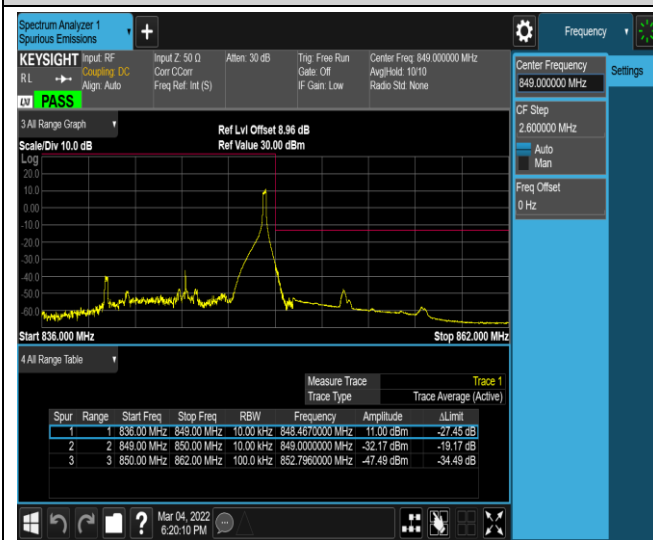 Spectrum Analyzer 1
Spurious Emissions
Frequency
KEYSIGHT Input: RF Input Z: 50 Ω Atten: 30 dB Trig: Free Run Center Freq: 849.000000 MHz
RL Coupling: DC Corr CCorr Gate: Off Avg|Hold: 10/10
Align: Auto Freq Ref: Int (S) IF Gain: Low Radio Std: None
LXI PASS
Center Frequency
849.000000 MHz
Settings
CF Step
2.600000 MHz
Auto
Man
Freq Offset
0 Hz
3 All Range Graph
Ref Lvl Offset 8.96 dB
Scale/Div 10.0 dB Ref Value 30.00 dBm
Log
20.0
10.0
0.00
-10.0
-20.0
-30.0
-40.0
-50.0
-60.0
Start 836.000 MHz Stop 862.000 MHz
4 All Range Table
Measure Trace Trace 1
Trace Type Trace Average (Active)
Spur Range Start Freq Stop Freq RBW Frequency Amplitude ΔLimit
1 1 836.00 MHz 849.00 MHz 10.00 kHz 848.4670000 MHz 11.00 dBm -27.45 dB
2 2 849.00 MHz 850.00 MHz 10.00 kHz 849.0000000 MHz -32.17 dBm -19.17 dB
3 3 850.00 MHz 862.00 MHz 100.0 kHz 852.7960000 MHz -47.49 dBm -34.49 dB
Mar 04, 2022
6:20:10 PM